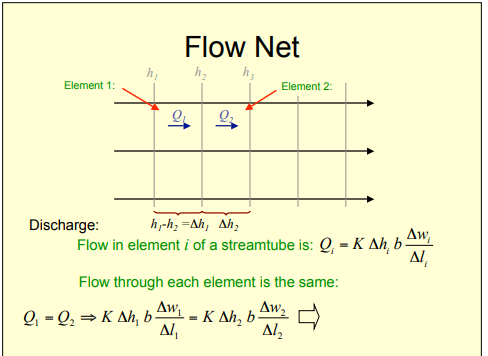 Flow Net
h₁ h₂ h₃
Element 1: Element 2:
Q₁ Q₂
h₁-h₂ =Δh₁ Δh₂
Discharge:
Flow in element i of a streamtube is: Qᵢ = K Δhᵢ b Δwᵢ/Δlᵢ
Flow through each element is the same:
Q₁ = Q₂ ⇒ K Δh₁ b Δw₁/Δl₁ = K Δh₂ b Δw₂/Δl₂ ⇨